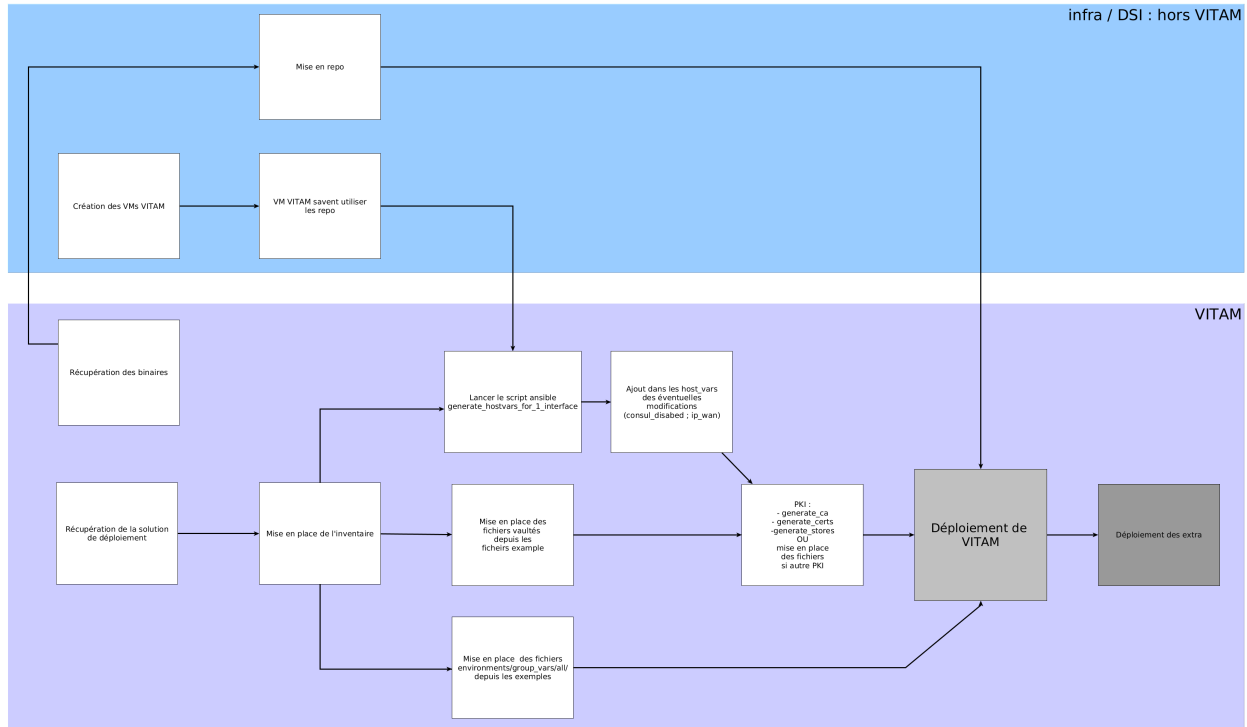 infra / DSI : hors VITAM
Mise en repo
Création des VMs VITAM
VM VITAM savent utiliser
les repo
VITAM
Récupération des binaires
Lancer le script ansible
generate_hostvars_for_1_interface
Ajout dans les host_vars
des éventuelles
modifications
(consul_disabed ; ip_wan)
Récupération de la solution
de déploiement
Mise en place de l'inventaire
Mise en place des
fichiers vaultés
depuis les
ficheirs example
PKI :
- generate_ca
- generate_certs
-generate_stores
OU
mise en place
des fichiers
si autre PKI
Déploiement de
VITAM
Déploiement des extra
Mise en place  des fichiers
environments/group_vars/all/
depuis les exemples